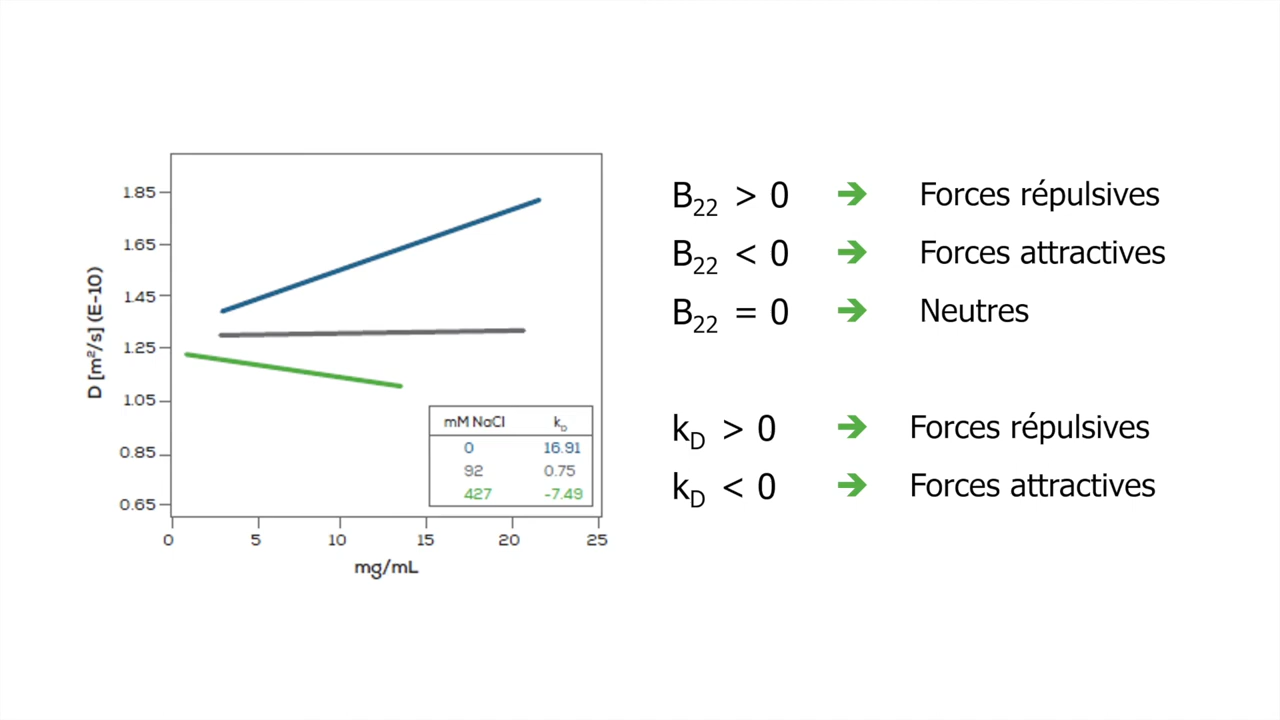 1.85
1.65
1.45
1.25
1.05
0.85
0.65
D [m²/s] (E-10)
0 5 10 15 20 25
mg/mL
mM NaCl k_D
0 16.91
92 0.75
427 -7.49
B₂₂ > 0 ➔ Forces répulsives
B₂₂ < 0 ➔ Forces attractives
B₂₂ = 0 ➔ Neutres
k_D > 0 ➔ Forces répulsives
k_D < 0 ➔ Forces attractives